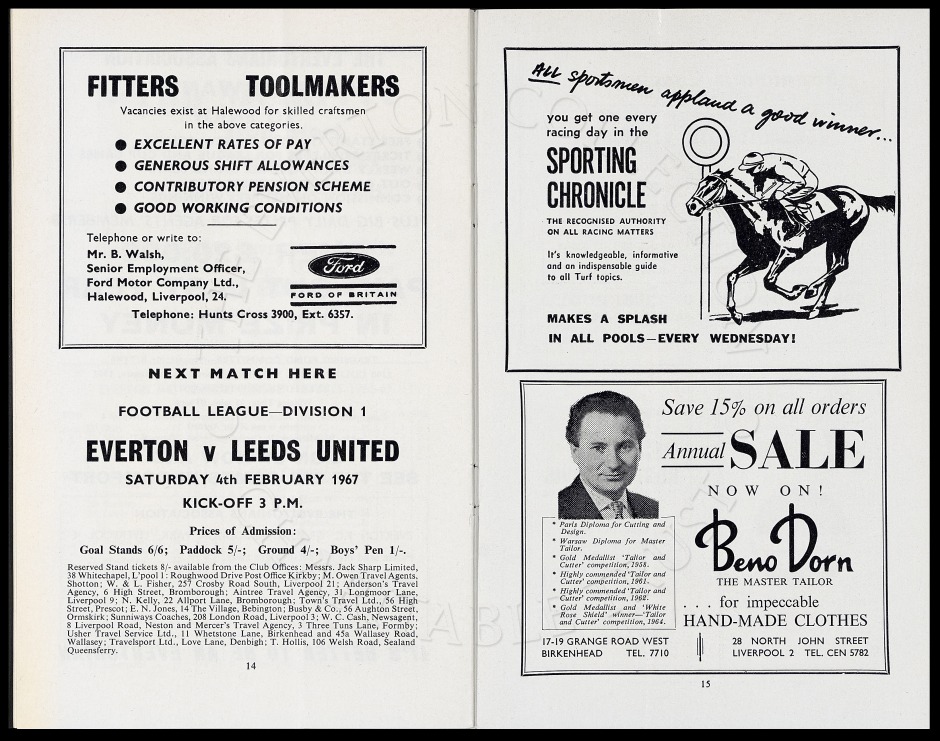 FITTERS TOOLMAKERS
Vacancies exist at Halewood for skilled craftsmen
in the above categories.
● EXCELLENT RATES OF PAY
● GENEROUS SHIFT ALLOWANCES
● CONTRIBUTORY PENSION SCHEME
● GOOD WORKING CONDITIONS
Telephone or write to:
Mr. B. Walsh,
Senior Employment Officer,
Ford Motor Company Ltd.,
Halewood, Liverpool, 24.
Ford
FORD OF BRITAIN
Telephone: Hunts Cross 3900, Ext. 6357.
NEXT MATCH HERE
FOOTBALL LEAGUE—DIVISION 1
EVERTON v LEEDS UNITED
SATURDAY 4th FEBRUARY 1967
KICK-OFF 3 P.M.
Prices of Admission:
Goal Stands 6/6; Paddock 5/-; Ground 4/-; Boys' Pen 1/-.
Reserved Stand tickets 8/- available from the Club Offices: Messrs. Jack Sharp Limited,
38 Whitechapel, L'pool 1: Roughwood Drive Post Office Kirkby; M. Owen Travel Agents,
Shotton; W. & L. Fisher, 257 Crosby Road South, Liverpool 21; Anderson's Travel
Agency, 6 High Street, Bromborough; Aintree Travel Agency, 31 Longmoor Lane,
Liverpool 9; N. Kelly, 22 Allport Lane, Bromborough; Town's Travel Ltd., 56 High
Street, Prescot; E. N. Jones, 14 The Village, Bebington; Busby & Co., 56 Aughton Street,
Ormskirk; Sunniways Coaches, 208 London Road, Liverpool 3; W. C. Cash, Newsagent,
8 Liverpool Road, Neston and Mercer's Travel Agency, 3 Three Tuns Lane, Formby;
Usher Travel Service Ltd., 11 Whetstone Lane, Birkenhead and 45a Wallasey Road,
Wallasey; Travelsport Ltd., Love Lane, Denbigh; T. Hollis, 106 Welsh Road, Sealand
Queensferry.
14
ALL sportsmen applaud a good winner...
you get one every
racing day in the
SPORTING
CHRONICLE
THE RECOGNISED AUTHORITY
ON ALL RACING MATTERS
It's knowledgeable, informative
and an indispensable guide
to all Turf topics.
1
MAKES A SPLASH
IN ALL POOLS—EVERY WEDNESDAY!
Save 15% on all orders
Annual SALE
NOW ON!
Beno Dorn
THE MASTER TAILOR
... for impeccable
HAND-MADE CLOTHES
* Paris Diploma for Cutting and
Design.
* Warsaw Diploma for Master
Tailor.
* Gold Medallist 'Tailor and
Cutter' competition, 1958.
* Highly commended 'Tailor and
Cutter' competition, 1961.
* Highly commended 'Tailor and
Cutter' competition, 1962.
* Gold Medallist and 'White
Rose Shield' winner—'Tailor
and Cutter' competition, 1964.
17-19 GRANGE ROAD WEST
BIRKENHEAD TEL. 7710
28 NORTH JOHN STREET
LIVERPOOL 2 TEL. CEN 5782
15